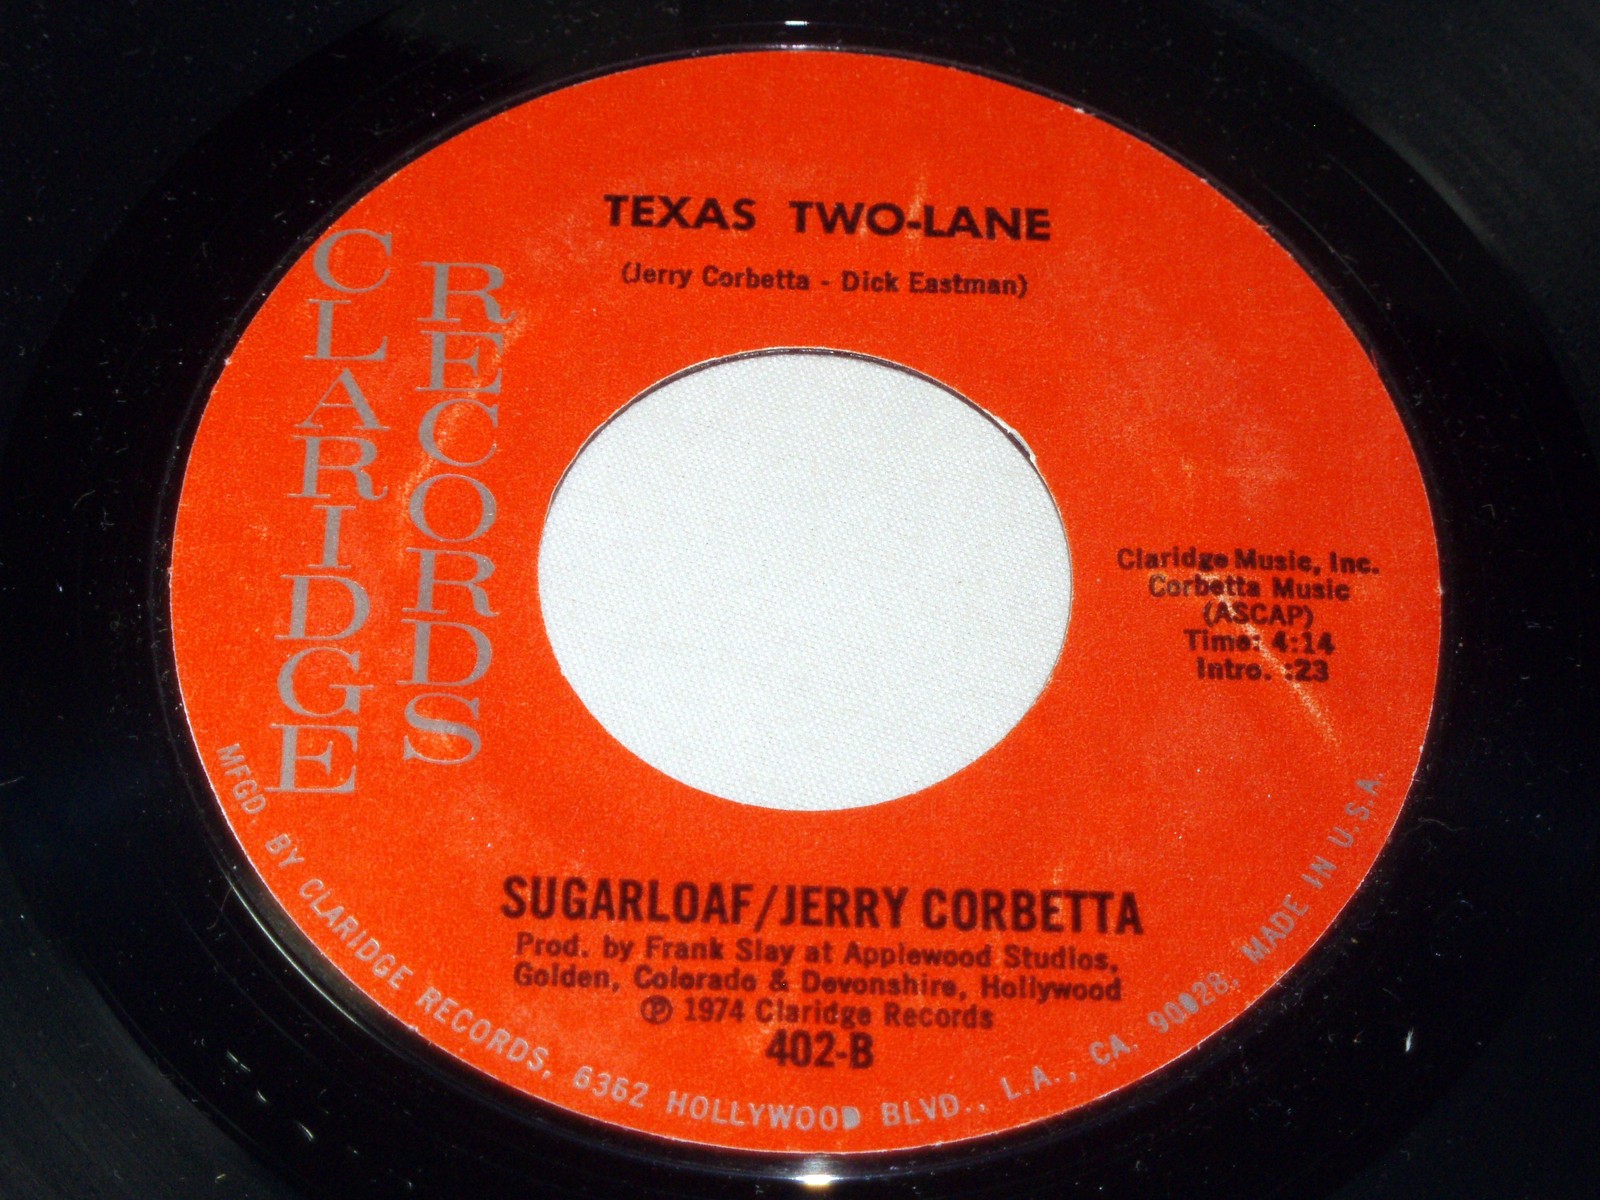 TEXAS TWO-LANE
(Jerry Corbetta - Dick Eastman)
CLARIDGE
RECORDS
Claridge Music, Inc.
Corbetta Music
(ASCAP)
Time: 4:14
Intro. :23
SUGARLOAF/JERRY CORBETTA
Prod. by Frank Slay at Applewood Studios,
Golden, Colorado & Devonshire, Hollywood
℗ 1974 Claridge Records
402-B
MFGD. BY CLARIDGE RECORDS, 6362 HOLLYWOOD BLVD., L.A., CA. 90028, MADE IN U.S.A.